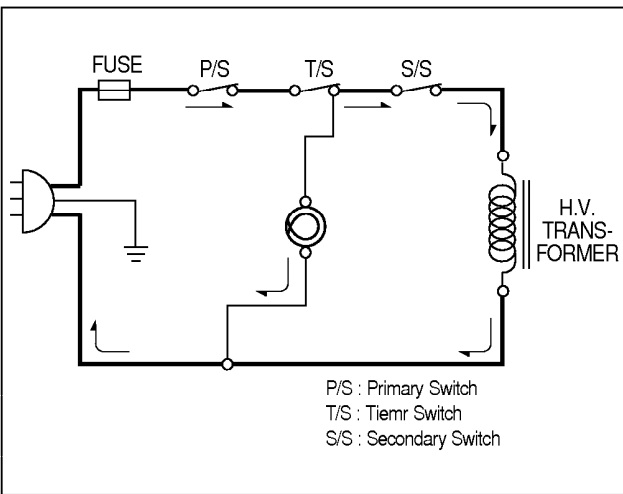 FUSE
P/S
T/S
S/S
H.V.
TRANS-
FORMER
P/S : Primary Switch
T/S : Tiemr Switch
S/S : Secondary Switch